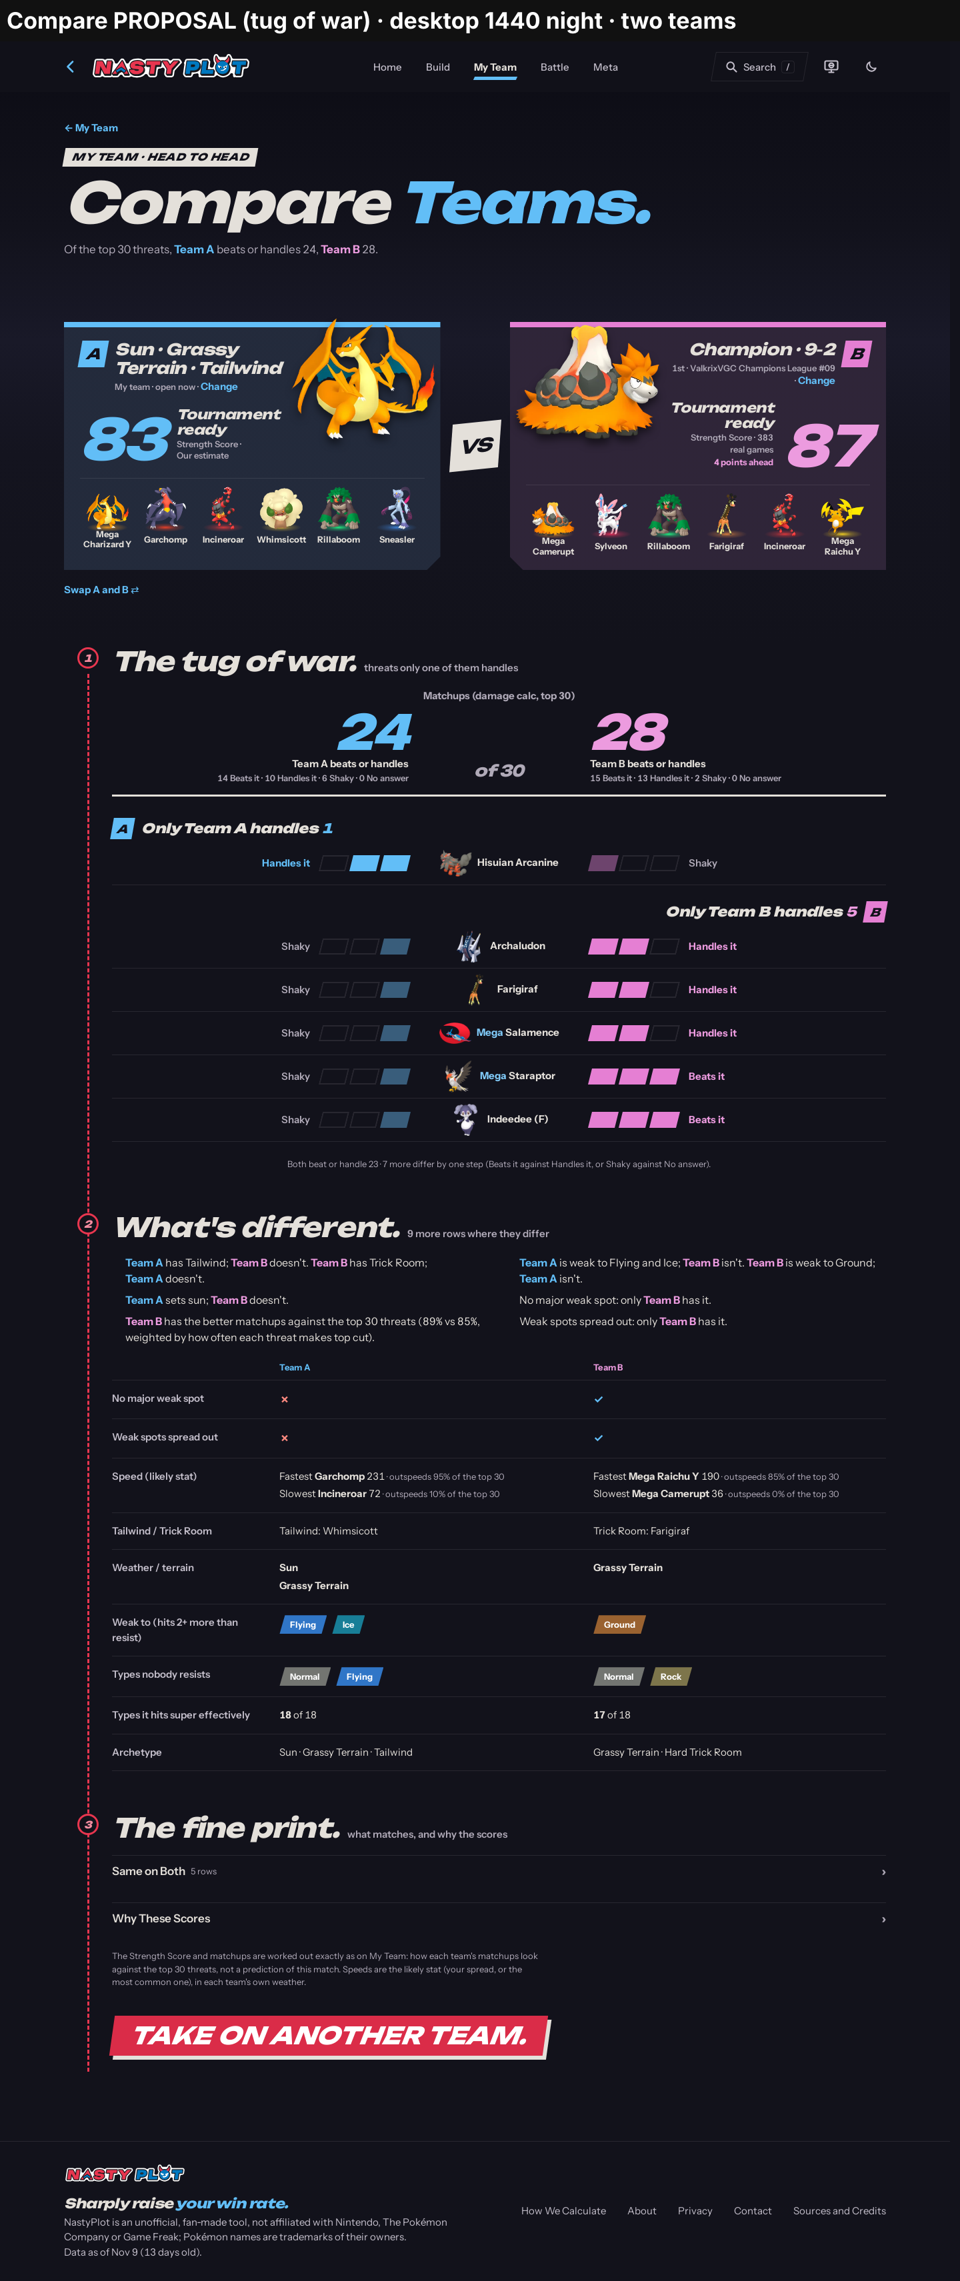 Compare PROPOSAL (tug of war) · desktop 1440 night · two teams
NASTY PLOT
Home
Build
My Team
Battle
Meta
Search /
← My Team
MY TEAM · HEAD TO HEAD
Compare Teams.
Of the top 30 threats, Team A beats or handles 24, Team B 28.
A
Sun · Grassy
Terrain · Tailwind
My team · open now · Change
83
Tournament
ready
Strength Score ·
Our estimate
Mega
Charizard Y
Garchomp
Incineroar
Whimsicott
Rillaboom
Sneasler
VS
Champion · 9-2
B
1st · ValkrixVGC Champions League #09
· Change
Tournament
ready
Strength Score · 383
real games
4 points ahead
87
Mega
Camerupt
Sylveon
Rillaboom
Farigiraf
Incineroar
Mega
Raichu Y
Swap A and B ⇄
1
The tug of war. threats only one of them handles
Matchups (damage calc, top 30)
24
Team A beats or handles
14 Beats it · 10 Handles it · 6 Shaky · 0 No answer
of 30
28
Team B beats or handles
15 Beats it · 13 Handles it · 2 Shaky · 0 No answer
A Only Team A handles 1
Handles it Hisuian Arcanine Shaky
Only Team B handles 5 B
Shaky Archaludon Handles it
Shaky Farigiraf Handles it
Shaky Mega Salamence Handles it
Shaky Mega Staraptor Beats it
Shaky Indeedee (F) Beats it
Both beat or handle 23 · 7 more differ by one step (Beats it against Handles it, or Shaky against No answer).
2
What's different. 9 more rows where they differ
Team A has Tailwind; Team B doesn't. Team B has Trick Room;
Team A doesn't.
Team A sets sun; Team B doesn't.
Team B has the better matchups against the top 30 threats (89% vs 85%,
weighted by how often each threat makes top cut).
Team A is weak to Flying and Ice; Team B isn't. Team B is weak to Ground;
Team A isn't.
No major weak spot: only Team B has it.
Weak spots spread out: only Team B has it.
Team A Team B
No major weak spot × ✓
Weak spots spread out × ✓
Speed (likely stat)
Fastest Garchomp 231 · outspeeds 95% of the top 30
Slowest Incineroar 72 · outspeeds 10% of the top 30
Fastest Mega Raichu Y 190 · outspeeds 85% of the top 30
Slowest Mega Camerupt 36 · outspeeds 0% of the top 30
Tailwind / Trick Room Tailwind: Whimsicott Trick Room: Farigiraf
Weather / terrain
Sun
Grassy Terrain
Grassy Terrain
Weak to (hits 2+ more than
resist)
Flying Ice
Ground
Types nobody resists Normal Flying Normal Rock
Types it hits super effectively 18 of 18 17 of 18
Archetype Sun · Grassy Terrain · Tailwind Grassy Terrain · Hard Trick Room
3
The fine print. what matches, and why the scores
Same on Both 5 rows ›
Why These Scores ›
The Strength Score and matchups are worked out exactly as on My Team: how each team's matchups look
against the top 30 threats, not a prediction of this match. Speeds are the likely stat (your spread, or the
most common one), in each team's own weather.
TAKE ON ANOTHER TEAM.
NASTY PLOT
Sharply raise your win rate.
NastyPlot is an unofficial, fan-made tool, not affiliated with Nintendo, The Pokémon
Company or Game Freak; Pokémon names are trademarks of their owners.
Data as of Nov 9 (13 days old).
How We Calculate
About
Privacy
Contact
Sources and Credits